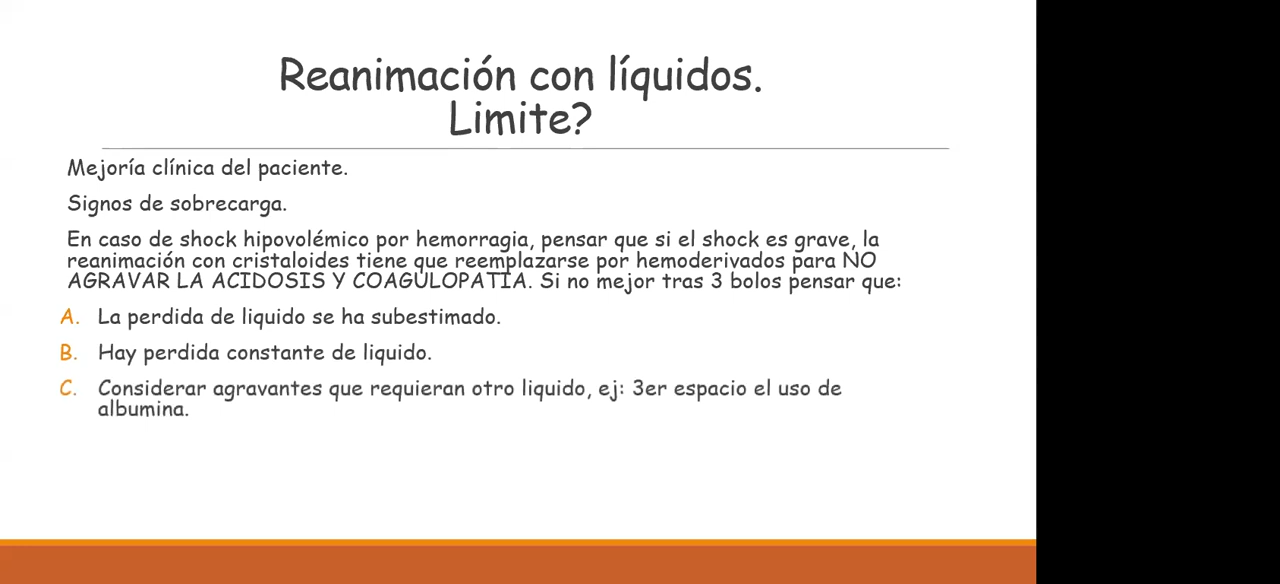 Reanimación con líquidos.
Limite?
Mejoría clínica del paciente.
Signos de sobrecarga.
En caso de shock hipovolémico por hemorragia, pensar que si el shock es grave, la
reanimación con cristaloides tiene que reemplazarse por hemoderivados para NO
AGRAVAR LA ACIDOSIS Y COAGULOPATIA. Si no mejor tras 3 bolos pensar que:
A. La perdida de liquido se ha subestimado.
B. Hay perdida constante de liquido.
C. Considerar agravantes que requieran otro liquido, ej: 3er espacio el uso de
albumina.